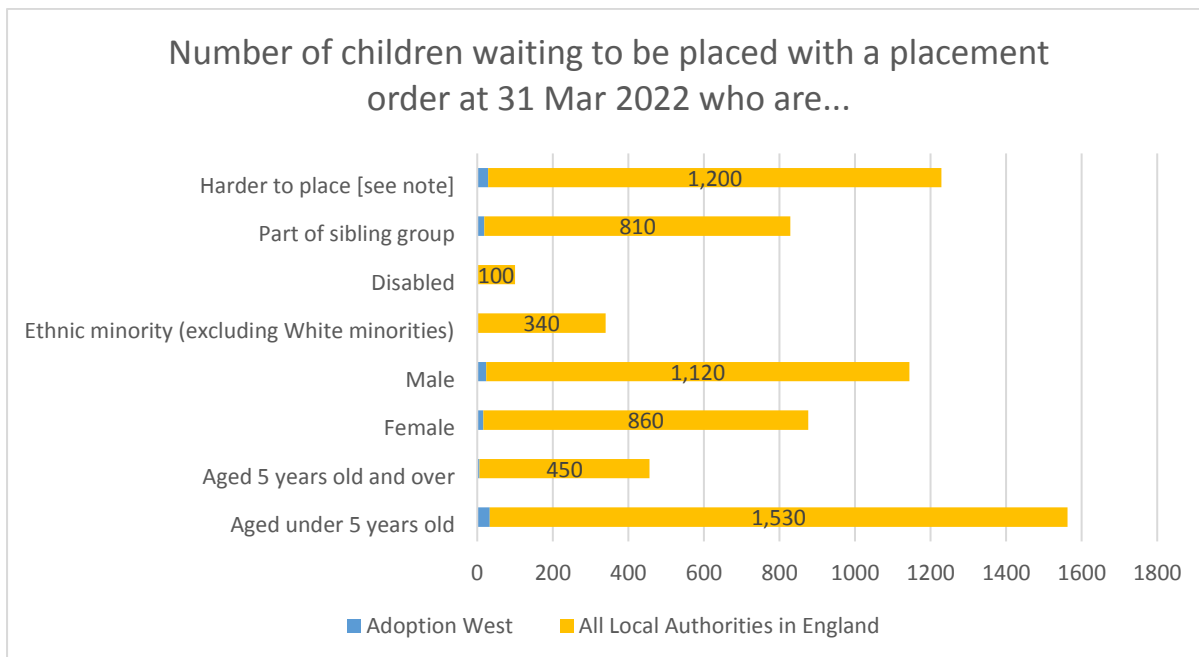 Number of children waiting to be placed with a placement
order at 31 Mar 2022 who are...
Harder to place [see note]
1,200
Part of sibling group
810
Disabled
100
Ethnic minority (excluding White minorities)
340
Male
1,120
Female
860
Aged 5 years old and over
450
Aged under 5 years old
1,530
0 200 400 600 800 1000 1200 1400 1600 1800
Adoption West All Local Authorities in England